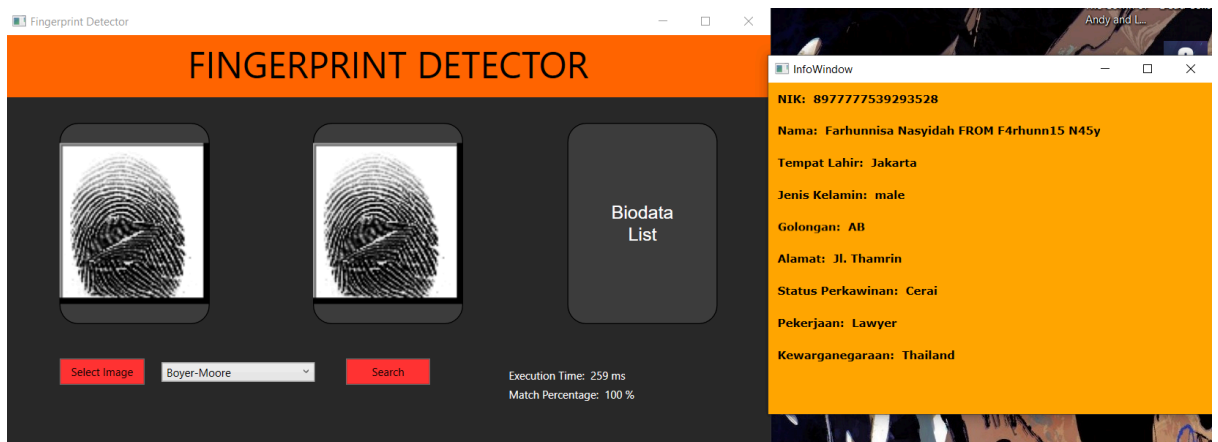 Fingerprint Detector
FINGERPRINT DETECTOR
Biodata
List
Select Image
Boyer-Moore
Search
Execution Time: 259 ms
Match Percentage: 100 %
Andy and L...
InfoWindow
NIK: 8977777539293528
Nama: Farhunnisa Nasyidah FROM F4rhunn15 N45y
Tempat Lahir: Jakarta
Jenis Kelamin: male
Golongan: AB
Alamat: Jl. Thamrin
Status Perkawinan: Cerai
Pekerjaan: Lawyer
Kewarganegaraan: Thailand